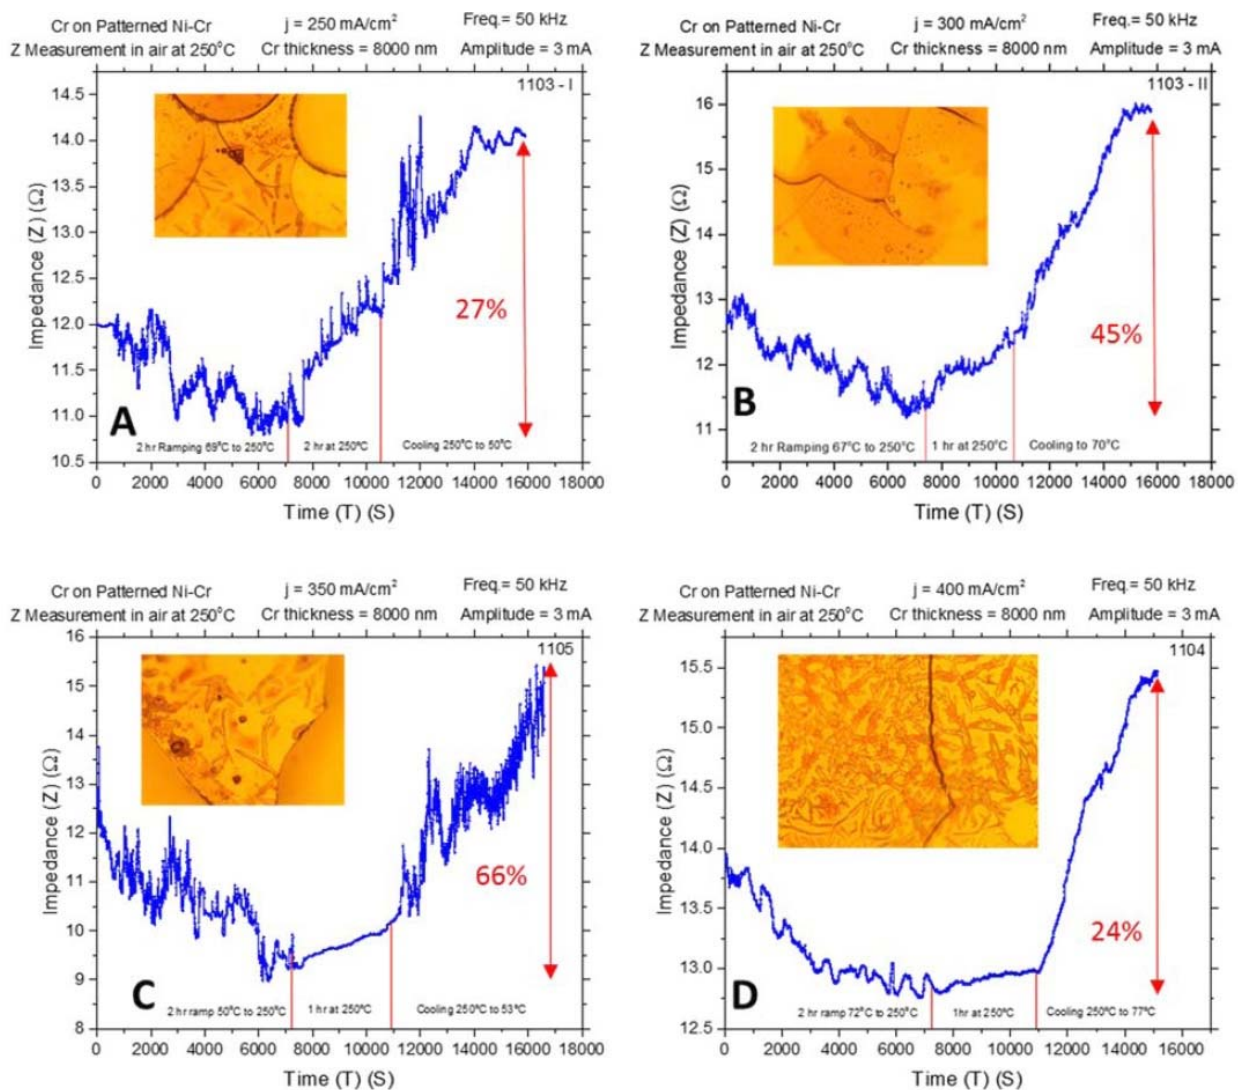 Cr on Patterned Ni-Cr j = 250 mA/cm² Freq.= 50 kHz
Z Measurement in air at 250°C Cr thickness = 8000 nm Amplitude = 3 mA
1103 - I
14.5
14.0
13.5
13.0
12.5
12.0
11.5
11.0
10.5
Impedance (Z) (Ω)
27%
A
2 hr Ramping 69°C to 250°C 2 hr at 250°C Cooling 250°C to 50°C
0 2000 4000 6000 8000 10000 12000 14000 16000 18000
Time (T) (S)
Cr on Patterned Ni-Cr j = 300 mA/cm² Freq.= 50 kHz
Z Measurement in air at 250°C Cr thickness = 8000 nm Amplitude = 3 mA
1103 - II
16
15
14
13
12
11
Impedance (Z) (Ω)
45%
B
2 hr Ramping 67°C to 250°C 1 hr at 250°C Cooling to 70°C
0 2000 4000 6000 8000 10000 12000 14000 16000 18000
Time (T) (S)
Cr on Patterned Ni-Cr j = 350 mA/cm² Freq.= 50 kHz
Z Measurement in air at 250°C Cr thickness = 8000 nm Amplitude = 3 mA
1105
16
15
14
13
12
11
10
9
8
Impedance (Z) (Ω)
66%
C
2 hr ramp 50°C to 250°C 1 hr at 250°C Cooling 250°C to 53°C
0 2000 4000 6000 8000 10000 12000 14000 16000 18000
Time (T) (S)
Cr on Patterned Ni-Cr j = 400 mA/cm² Freq.= 50 kHz
Z Measurement in air at 250°C Cr thickness = 8000 nm Amplitude = 3 mA
1104
15.5
15.0
14.5
14.0
13.5
13.0
12.5
Impedance (Z) (Ω)
24%
D
2 hr ramp 72°C to 250°C 1hr at 250°C Cooling 250°C to 77°C
0 2000 4000 6000 8000 10000 12000 14000 16000
Time (T) (S)